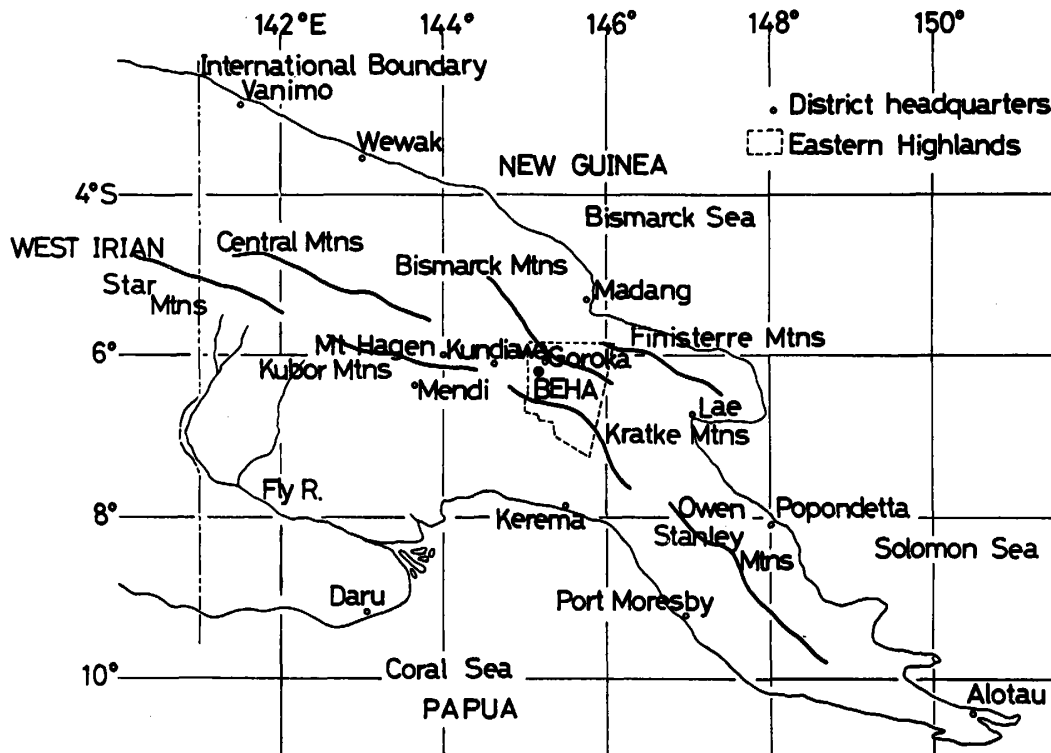 142°E 144° 146° 148° 150°
International Boundary
Vanimo
District headquarters
Wewak
Eastern Highlands
NEW GUINEA
4°S
Bismarck Sea
WEST IRIAN
Central Mtns
Bismarck Mtns
Star
Mtns
Madang
Finisterre Mtns
6°
Mt Hagen
Kundiawa
Goroka
Kubor Mtns
Mendi
BEHA
Lae
Kratke Mtns
Fly R.
8°
Kerema
Owen
Stanley
Mtns
Popondetta
Solomon Sea
Daru
Port Moresby
10°
Coral Sea
PAPUA
Alotau